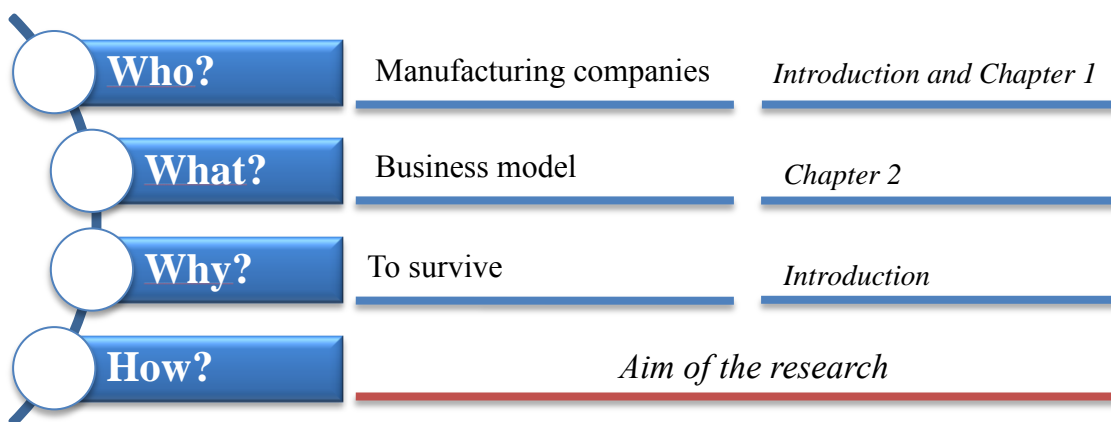 Who?
Manufacturing companies
Introduction and Chapter 1
What?
Business model
Chapter 2
Why?
To survive
Introduction
How?
Aim of the research